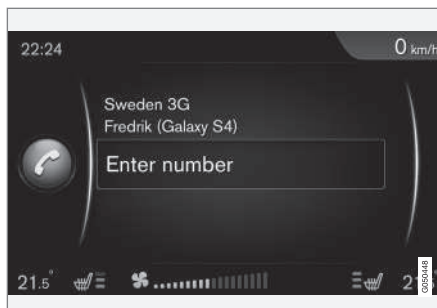 22:24
0 km/h
Sweden 3G
Fredrik (Galaxy S4)
Enter number
21.5°
G050448